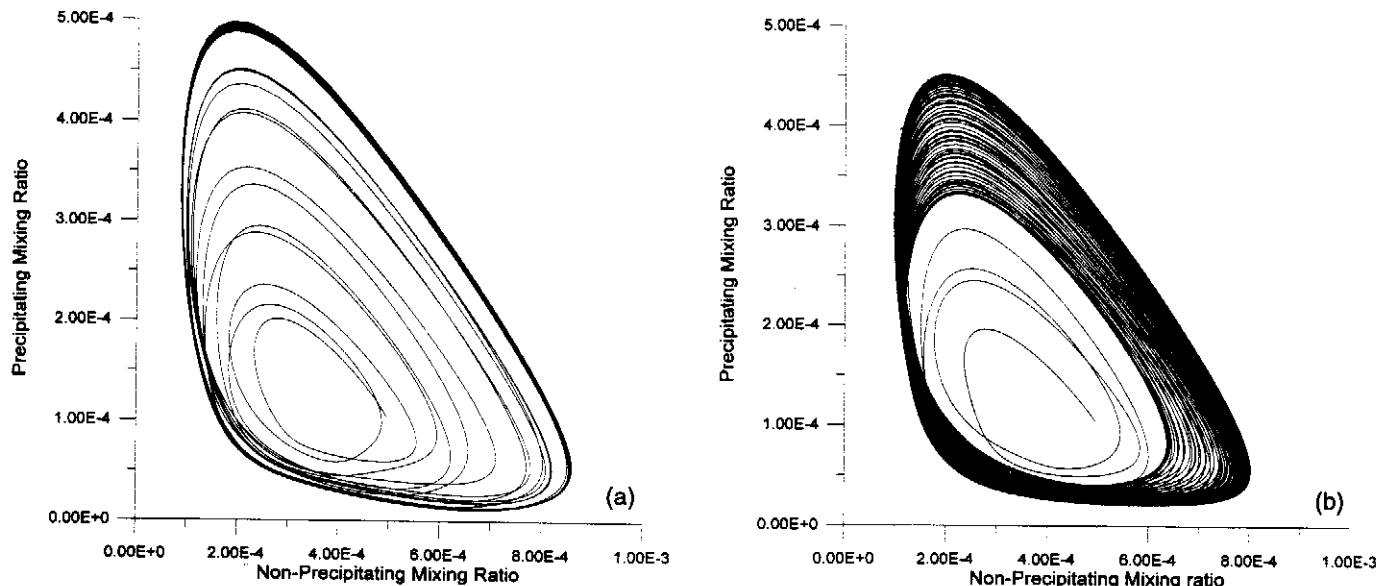 5.00E-4
4.00E-4
3.00E-4
2.00E-4
1.00E-4
0.00E+0
Precipitating Mixing Ratio
0.00E+0 2.00E-4 4.00E-4 6.00E-4 8.00E-4 1.00E-3
Non-Precipitating Mixing Ratio
(a)
5.00E-4
4.00E-4
3.00E-4
2.00E-4
1.00E-4
0.00E+0
Precipitating Mixing Ratio
0.00E+0 2.00E-4 4.00E-4 6.00E-4 8.00E-4 1.00E-3
Non-Precipitating Mixing ratio
(b)